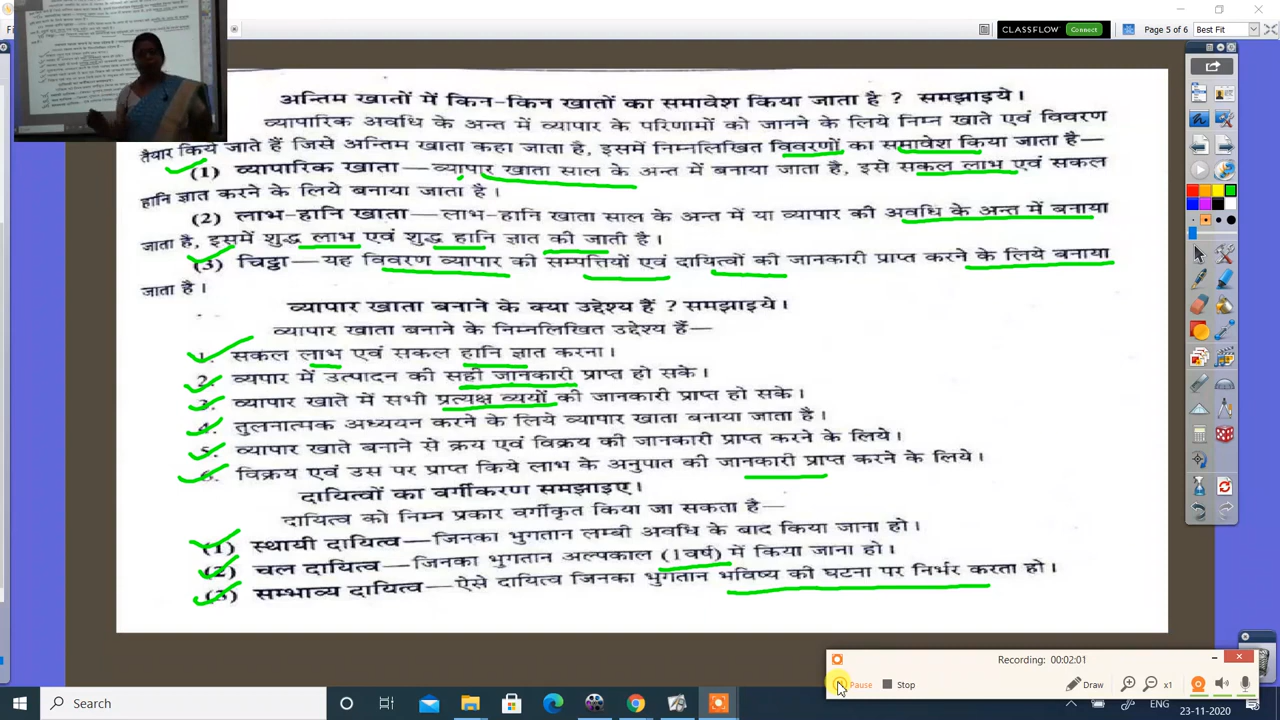 CLASSFLOW Connect
Page 5 of 6
Best Fit
अन्तिम खातों में किन-किन खातों का समावेश किया जाता है ? समझाइये।
व्यापारिक अवधि के अन्त में व्यापार के परिणामों को जानने के लिये निम्न खाते एवं विवरण
तैयार किये जाते हैं जिसे अन्तिम खाता कहा जाता है, इसमें निम्नलिखित विवरणों का समावेश किया जाता है—
(1) व्यापारिक खाता—व्यापार खाता साल के अन्त में बनाया जाता है, इसे सकल लाभ एवं सकल
हानि ज्ञात करने के लिये बनाया जाता है।
(2) लाभ-हानि खाता—लाभ-हानि खाता साल के अन्त में या व्यापार की अवधि के अन्त में बनाया
जाता है, इसमें शुद्ध लाभ एवं शुद्ध हानि ज्ञात की जाती है।
(3) चिट्ठा—यह विवरण व्यापार की सम्पत्तियों एवं दायित्वों की जानकारी प्राप्त करने के लिये बनाया
जाता है।
व्यापार खाता बनाने के क्या उद्देश्य हैं ? समझाइये।
व्यापार खाता बनाने के निम्नलिखित उद्देश्य हैं—
1. सकल लाभ एवं सकल हानि ज्ञात करना।
2. व्यपार में उत्पादन की सही जानकारी प्राप्त हो सके।
3. व्यापार खाते में सभी प्रत्यक्ष व्ययों की जानकारी प्राप्त हो सके।
4. तुलनात्मक अध्ययन करने के लिए व्यापार खाता बनाया जाता है।
5. व्यापार खाते बनाने से क्रय एवं विक्रय की जानकारी प्राप्त करने के लिये।
6. विक्रय एवं उस पर प्राप्त किये लाभ के अनुपात की जानकारी प्राप्त करने के लिये।
दायित्वों का वर्गीकरण समझाइए।
दायित्व को निम्न प्रकार वर्गीकृत किया जा सकता है—
(1) स्थायी दायित्व—जिनका भुगतान लम्बी अवधि के बाद किया जाना हो।
(2) चल दायित्व—जिनका भुगतान अल्पकाल (1वर्ष) में किया जाना हो।
(3) सम्भाव्य दायित्व—ऐसे दायित्व जिनका भुगतान भविष्य की घटना पर निर्भर करता हो।
Recording: 00:02:01
Pause
Stop
Draw
x1
Search
ENG
23-11-2020